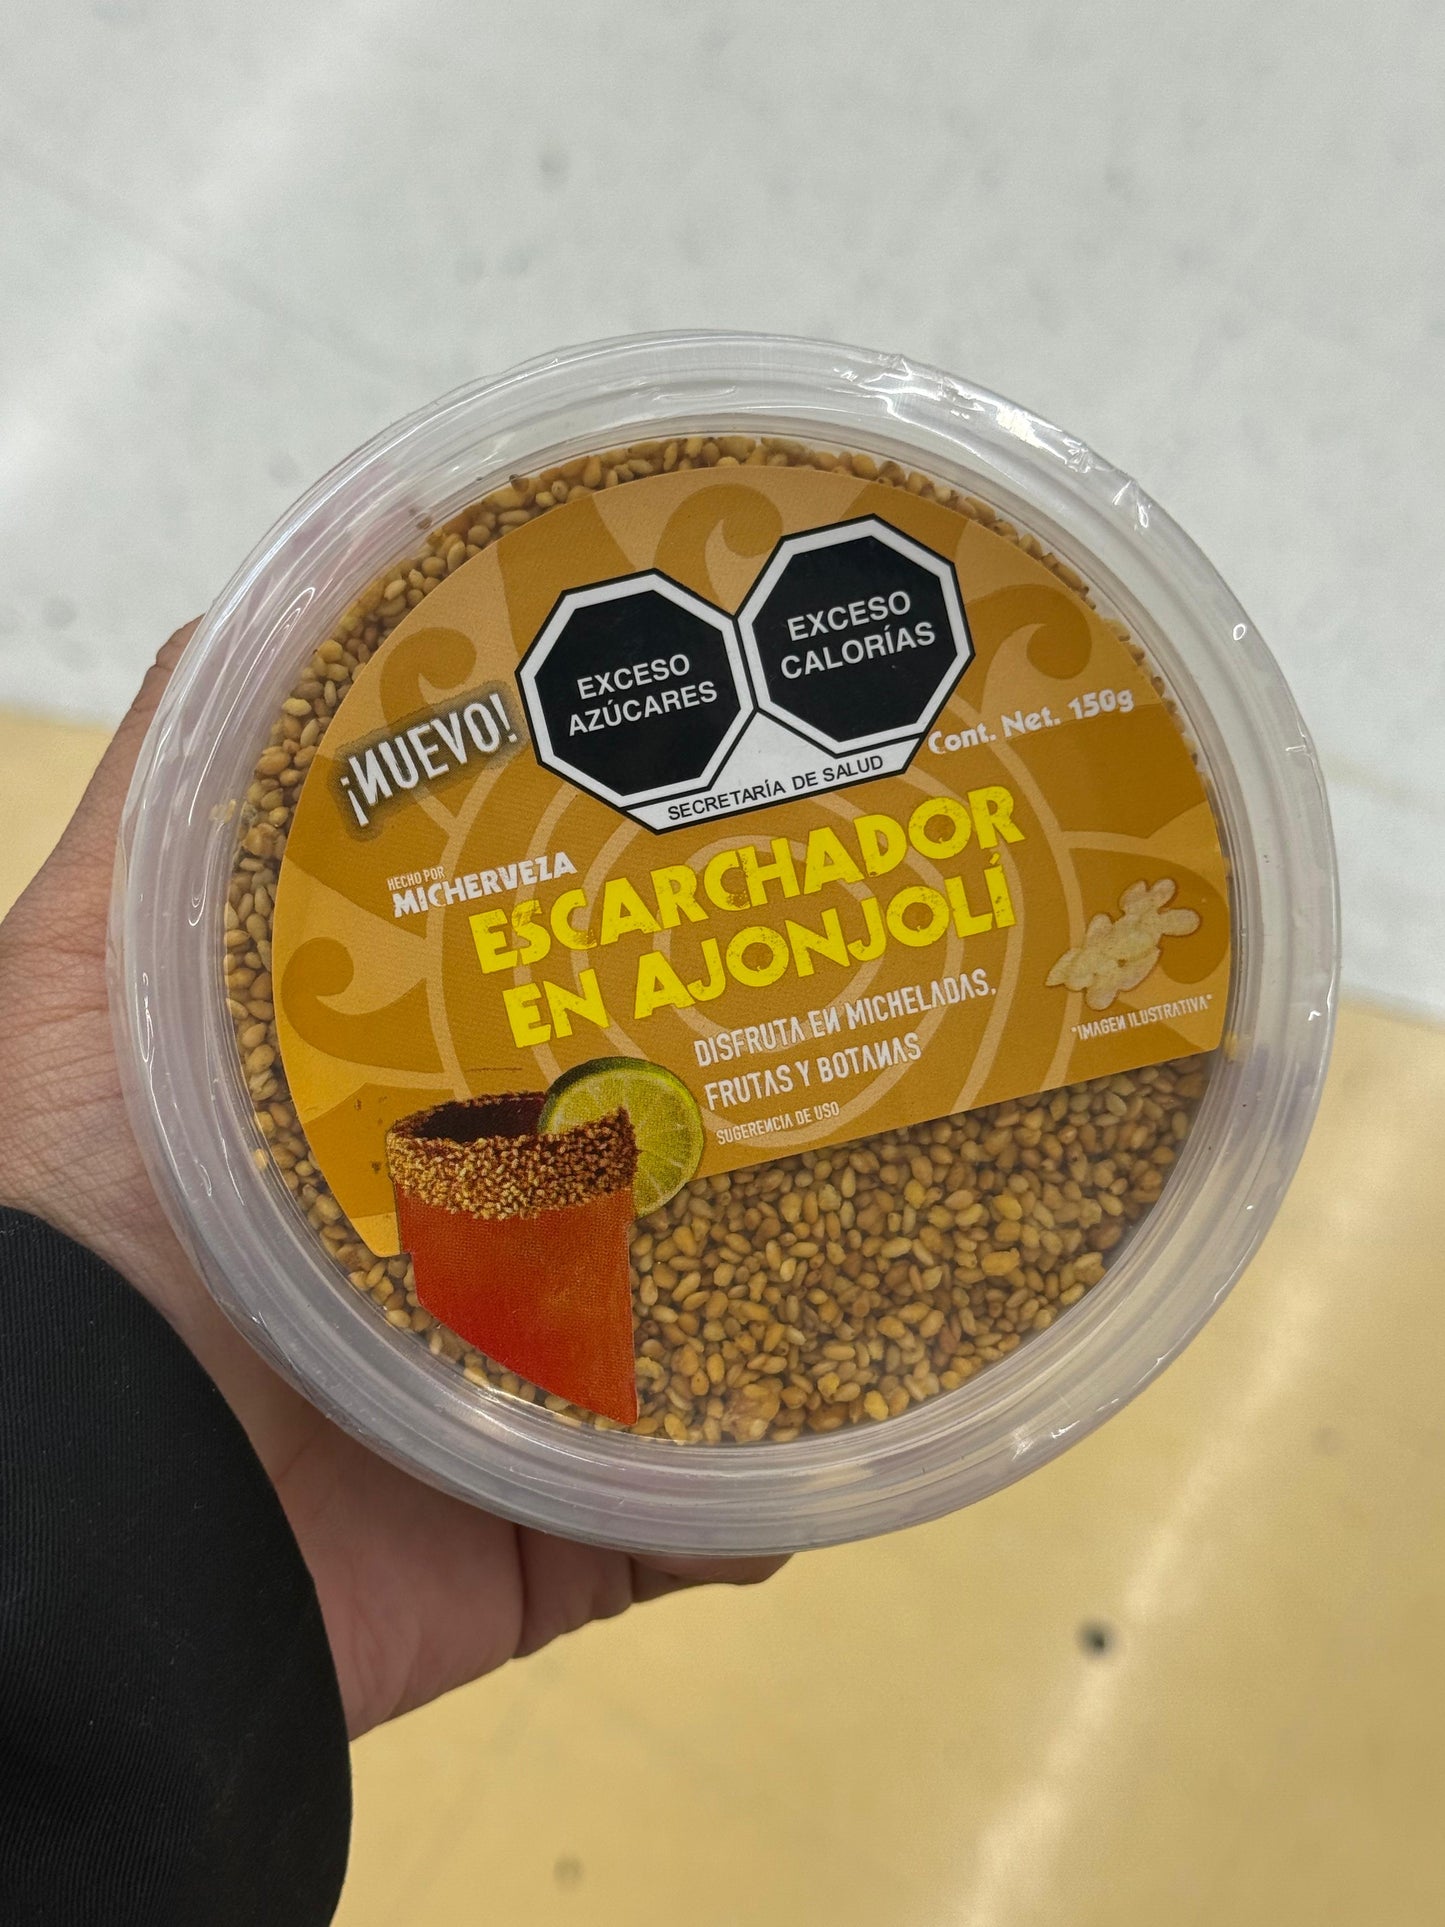 EXCESO
CALORÍAS
EXCESO
AZÚCARES
SECRETARÍA DE SALUD
¡NUEVO!
Cont. Net. 150g
HECHO POR
MICHERVEZA
ESCARCHADOR
EN AJONJOLÍ
DISFRUTA EN MICHELADAS,
FRUTAS Y BOTANAS
SUGERENCIA DE USO
"IMAGEN ILUSTRATIVA"